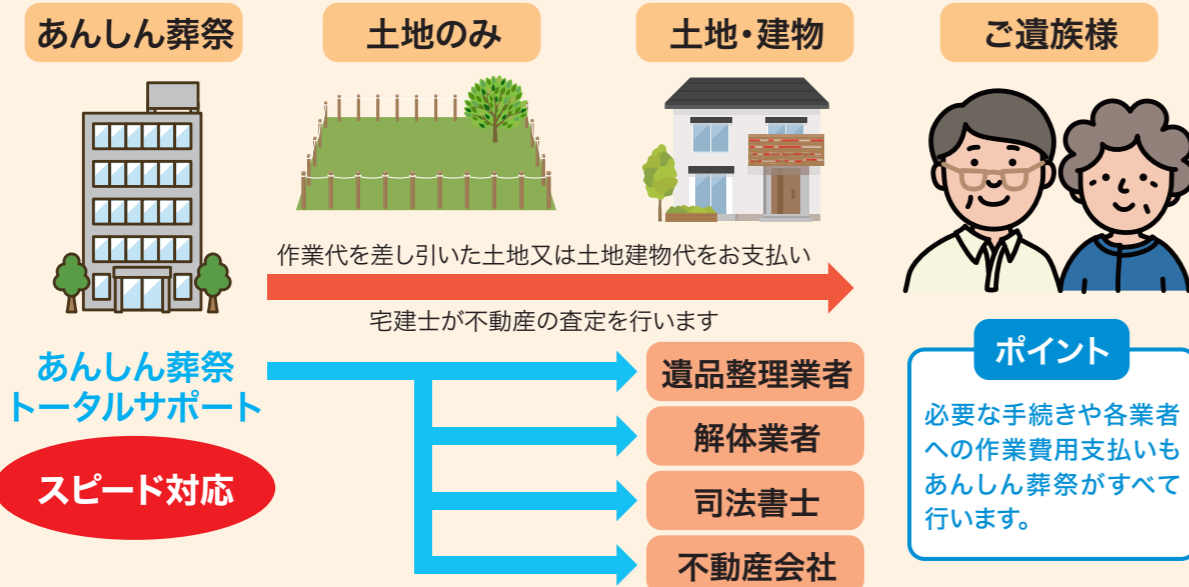 あんしん葬祭
土地のみ
土地・建物
ご遺族様
作業代を差し引いた土地又は土地建物代をお支払い
宅建士が不動産の査定を行います
あんしん葬祭
トータルサポート
スピード対応
遺品整理業者
解体業者
司法書士
不動産会社
ポイント
必要な手続きや各業者
への作業費用支払いも
あんしん葬祭がすべて
行います。